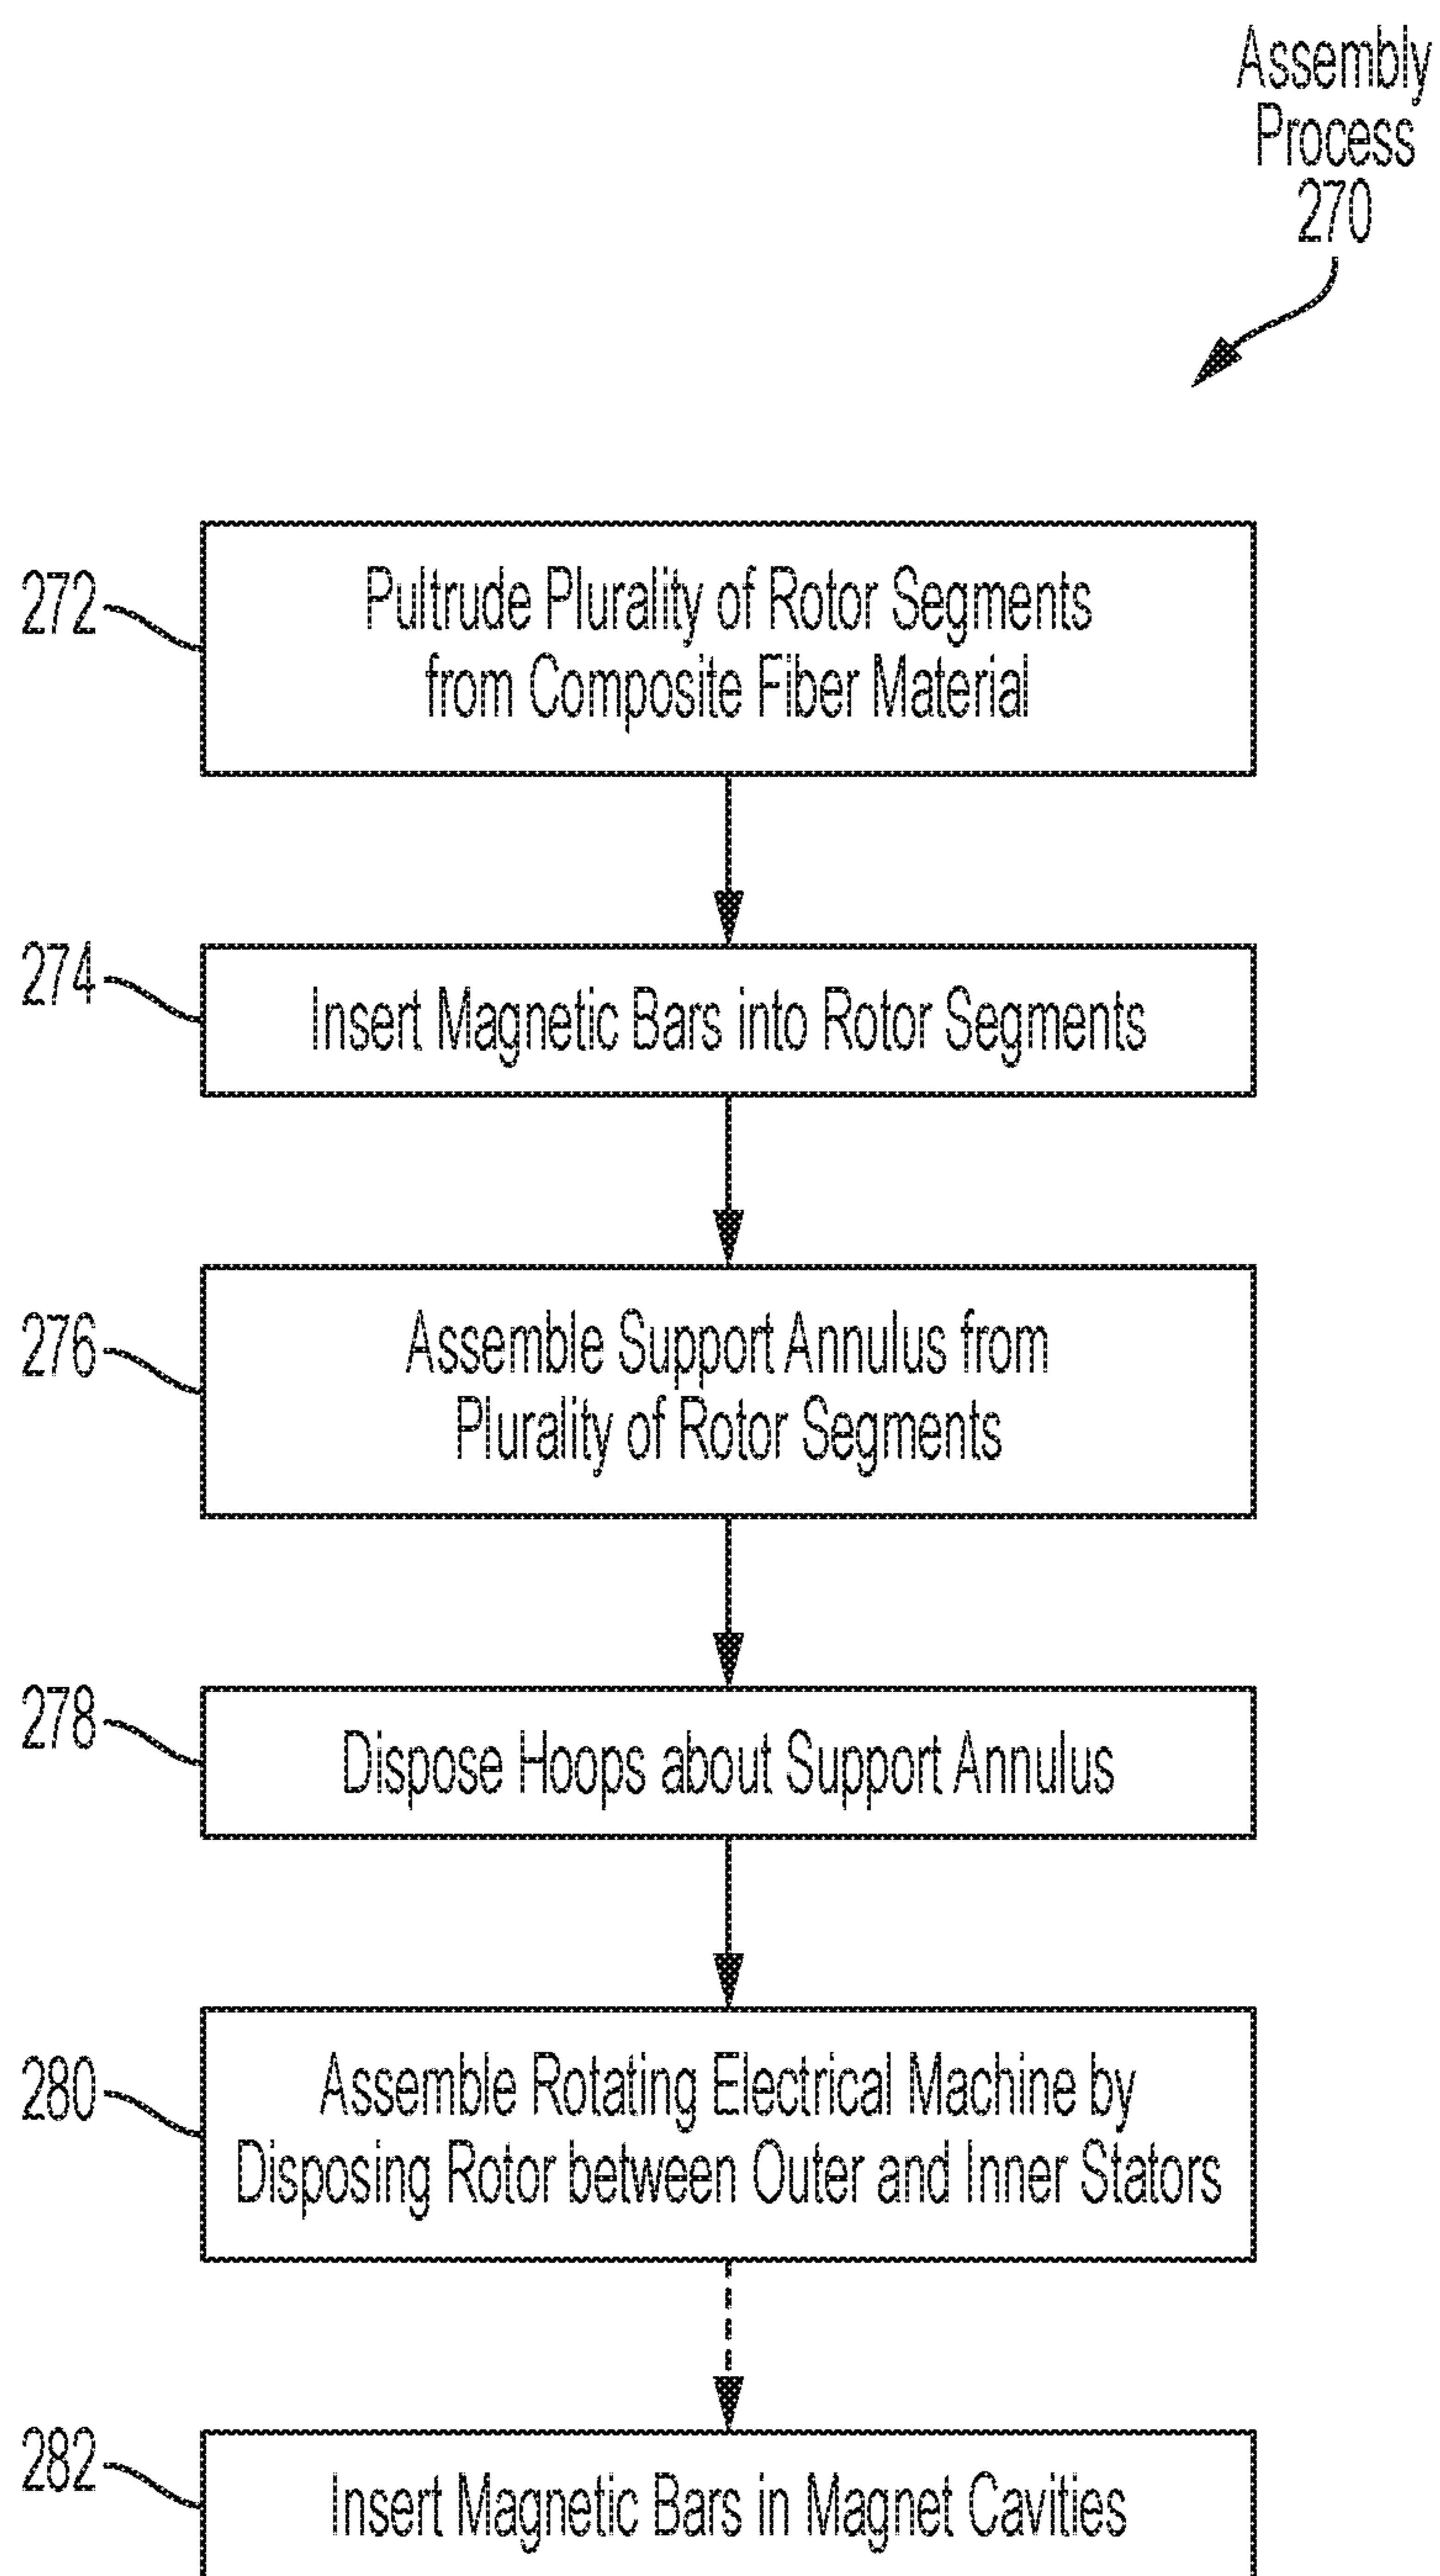 Assembly
Process
270
272
Pultrude Plurality of Rotor Segments
from Composite Fiber Material
274
Insert Magnetic Bars into Rotor Segments
276
Assemble Support Annulus from
Plurality of Rotor Segments
278
Dispose Hoops about Support Annulus
280
Assemble Rotating Electrical Machine by
Disposing Rotor between Outer and Inner Stators
282
Insert Magnetic Bars in Magnet Cavities